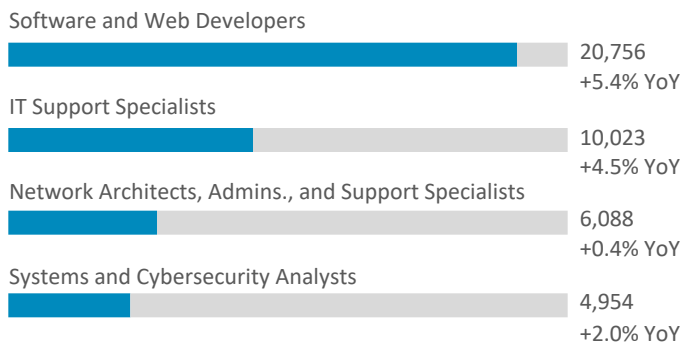 Software and Web Developers
20,756
+5.4% YoY
IT Support Specialists
10,023
+4.5% YoY
Network Architects, Admins., and Support Specialists
6,088
+0.4% YoY
Systems and Cybersecurity Analysts
4,954
+2.0% YoY